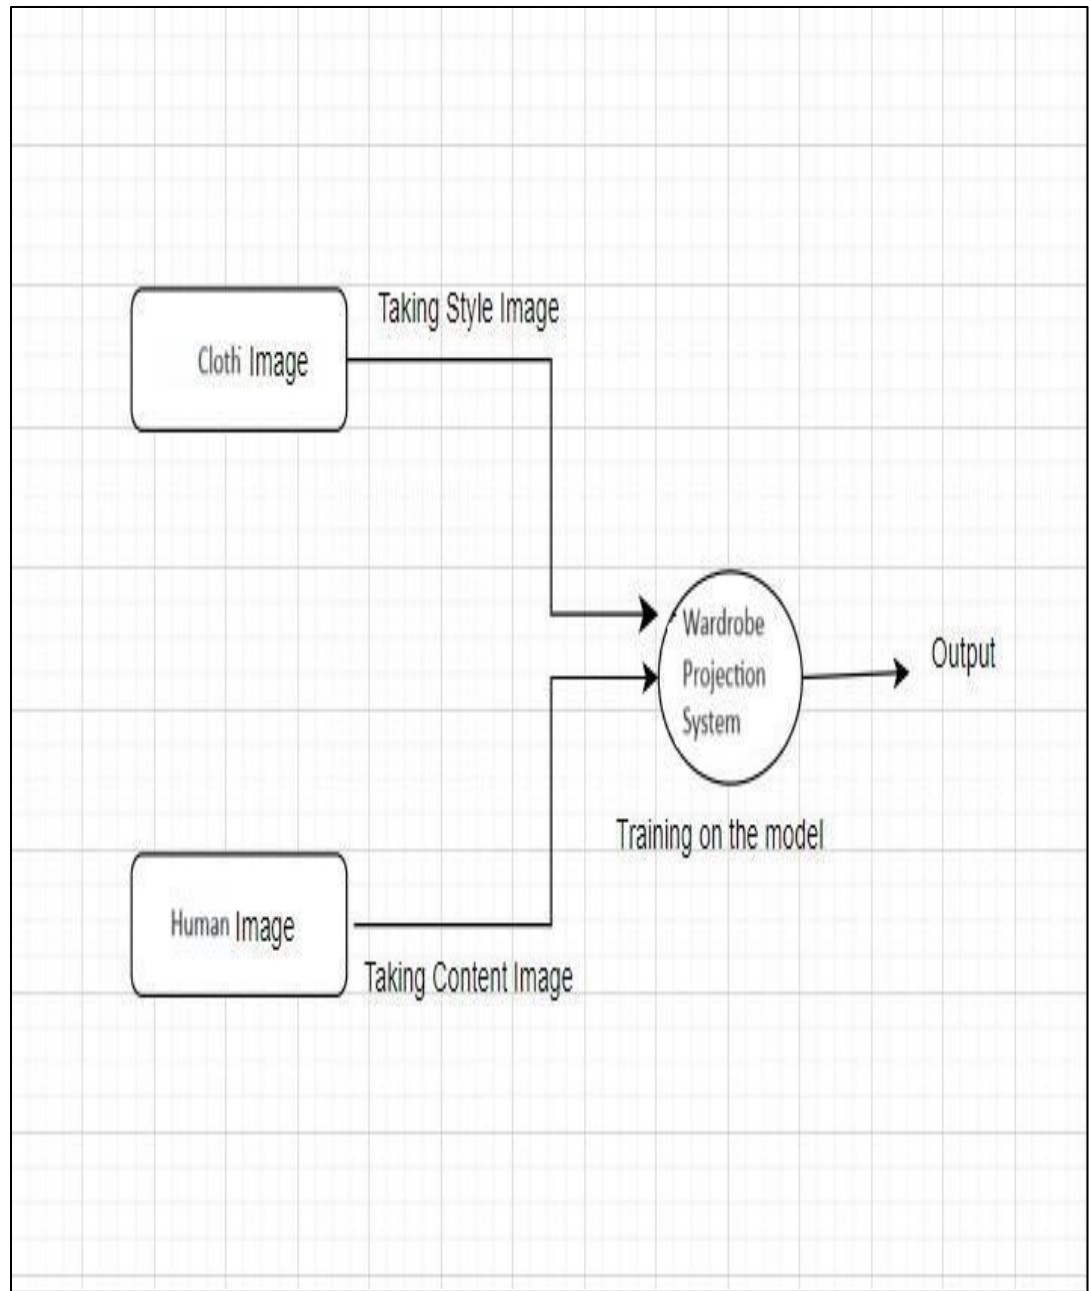 Taking Style Image
Cloth Image
Wardrobe
Projection
System
Output
Training on the model
Human Image
Taking Content Image